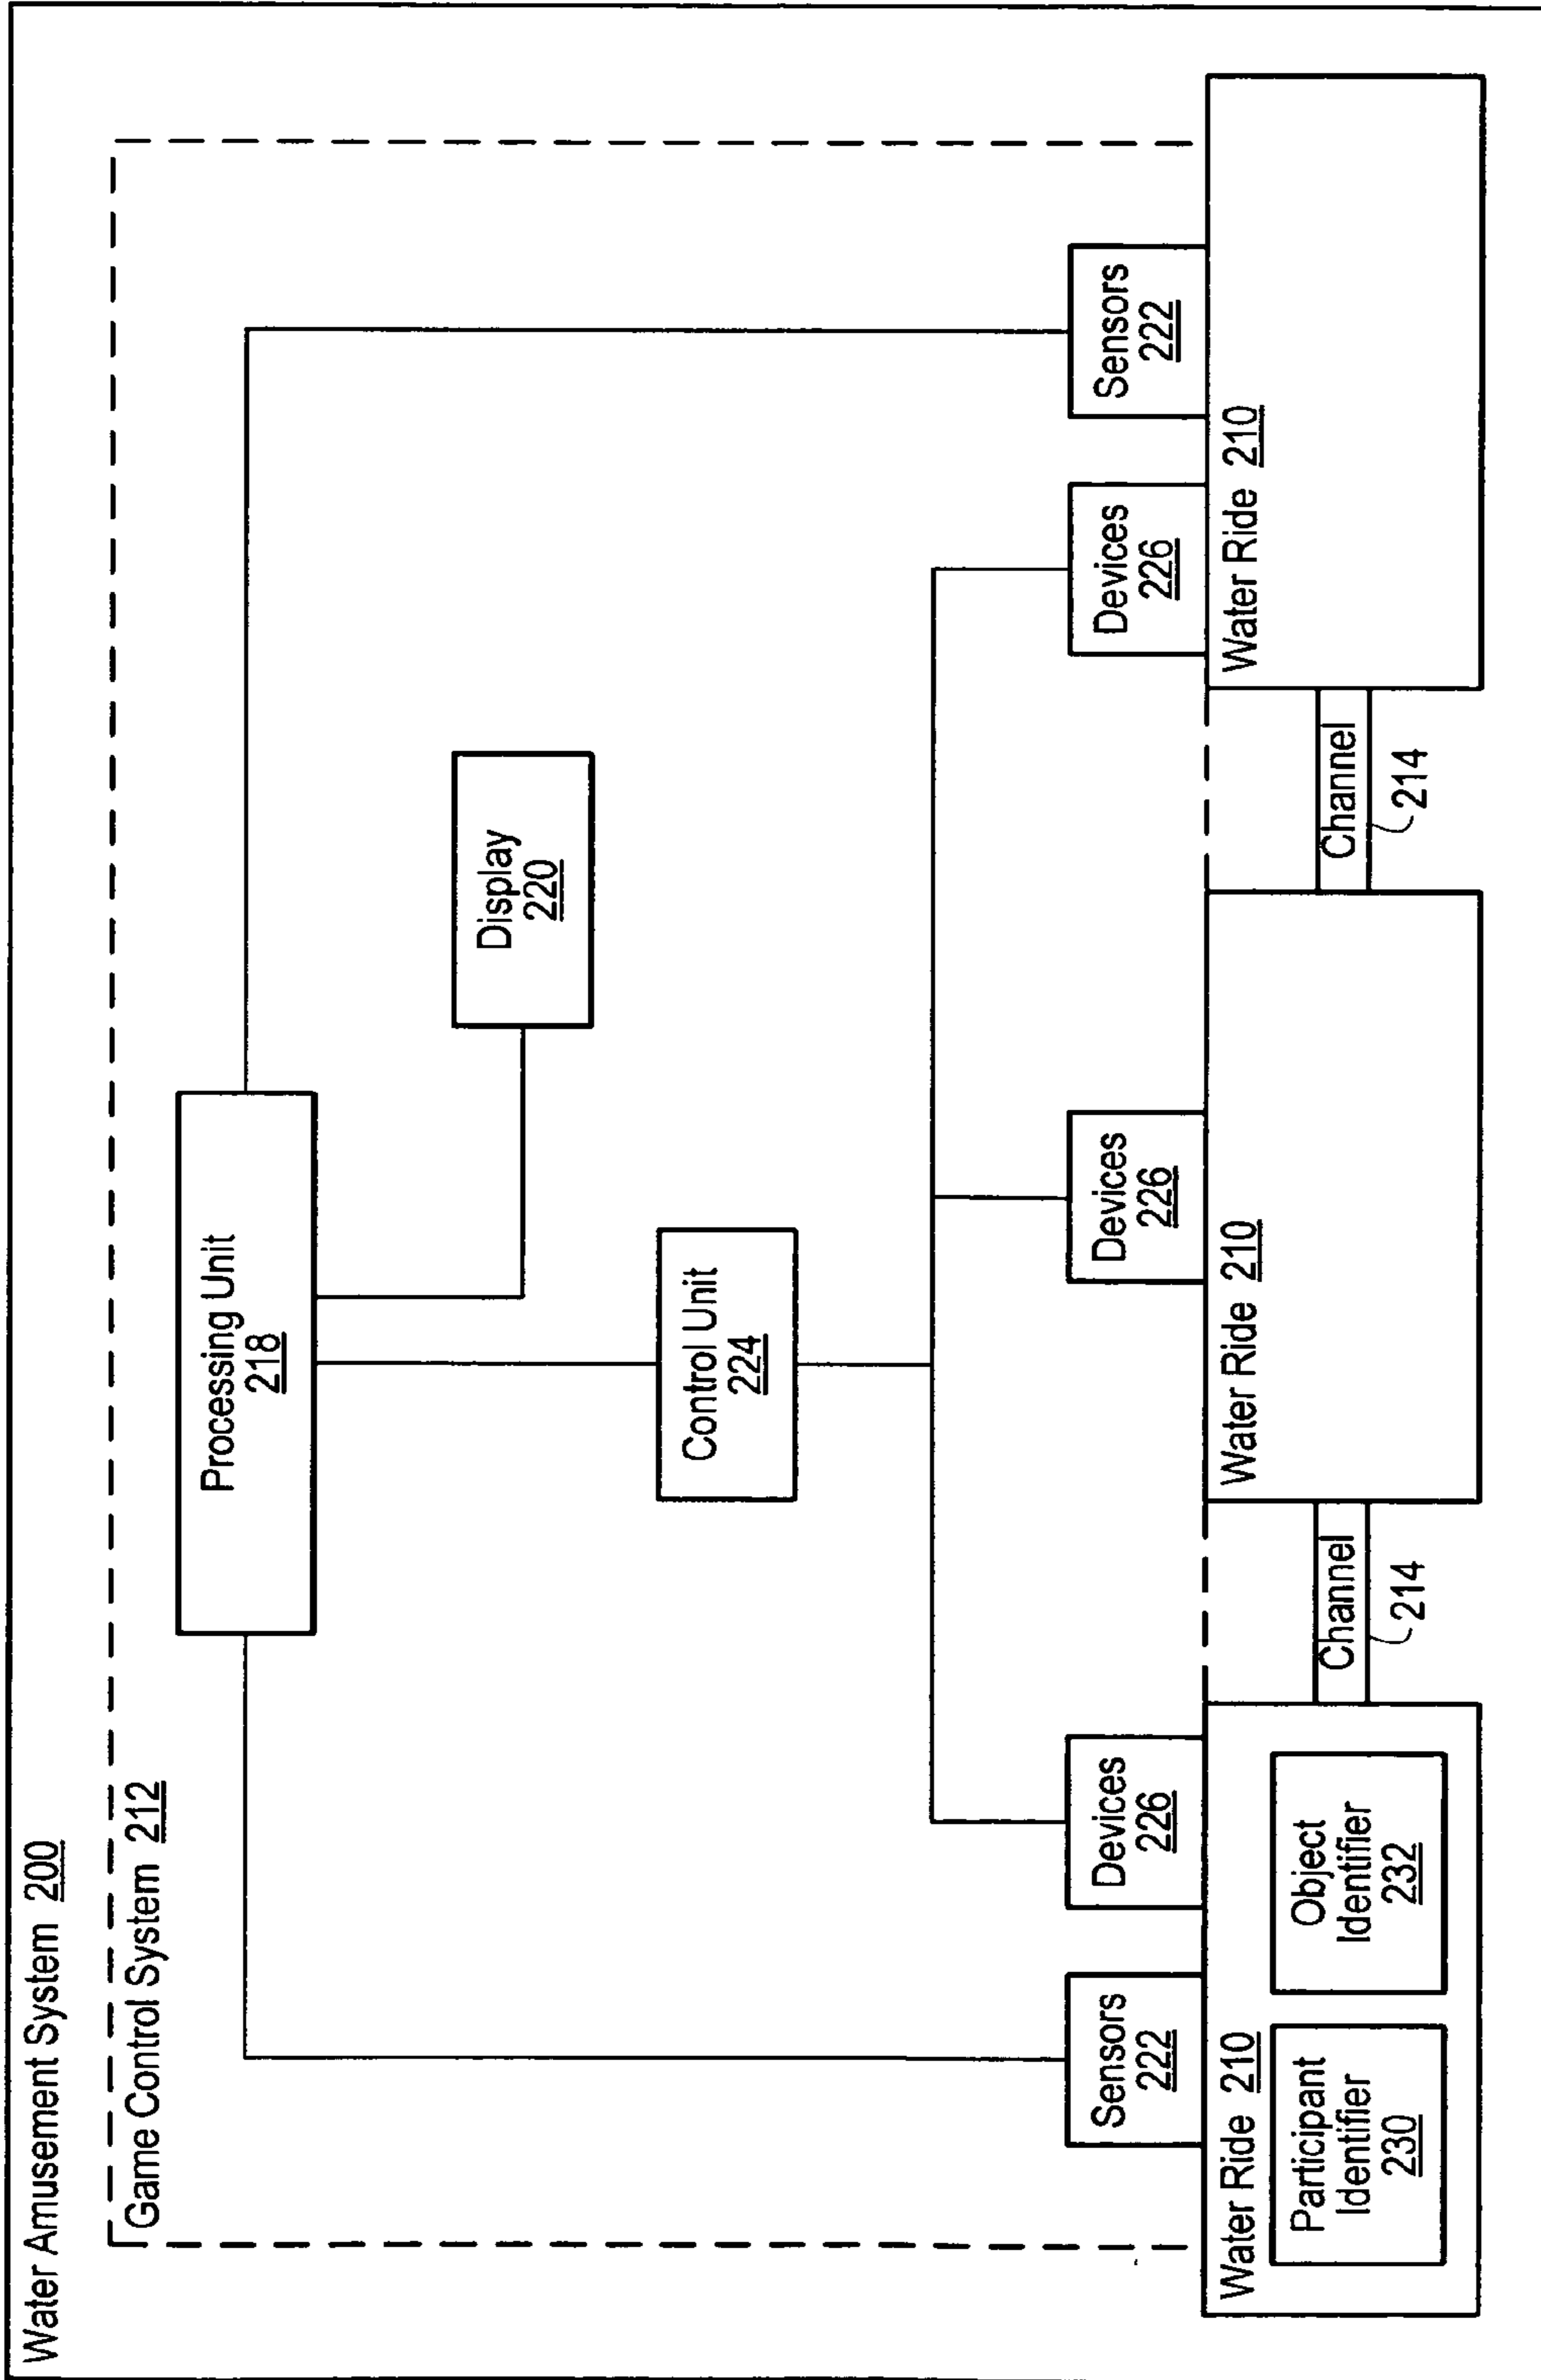 Water Amusement System 200
Game Control System 212
Processing Unit
218
Display
220
Control Unit
224
Sensors
222
Devices
226
Devices
226
Devices
226
Sensors
222
Water Ride 210
Participant
Identifier
230
Object
Identifier
232
Channel
214
Water Ride 210
Channel
214
Water Ride 210